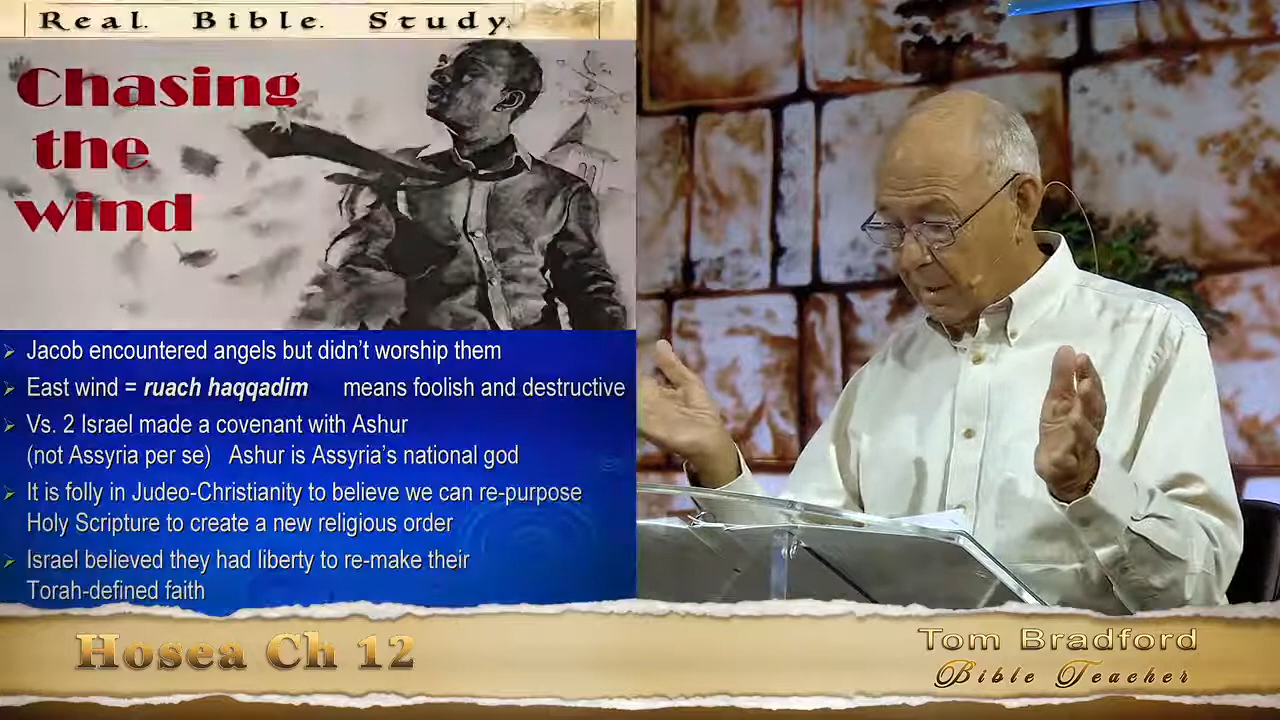 Real. Bible. Study.
Chasing
the
wind
Jacob encountered angels but didn't worship them
East wind = ruach haqqadim means foolish and destructive
Vs. 2 Israel made a covenant with Ashur
(not Assyria per se) Ashur is Assyria's national god
It is folly in Judeo-Christianity to believe we can re-purpose
Holy Scripture to create a new religious order
Israel believed they had liberty to re-make their
Torah-defined faith
Hosea Ch 12
Tom Bradford
Bible Teacher